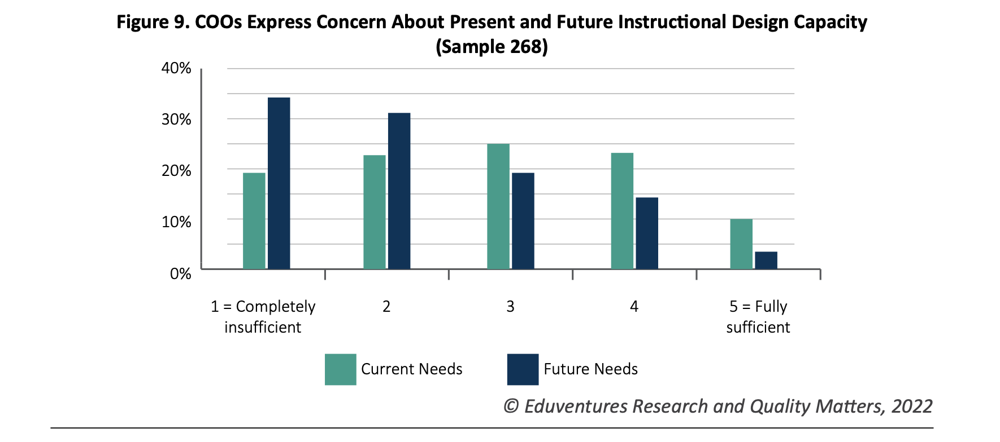 Figure 9. COOs Express Concern About Present and Future Instructional Design Capacity
(Sample 268)
40%
30%
20%
10%
0%
1 = Completely
insufficient
2
3
4
5 = Fully
sufficient
Current Needs
Future Needs
© Eduventures Research and Quality Matters, 2022